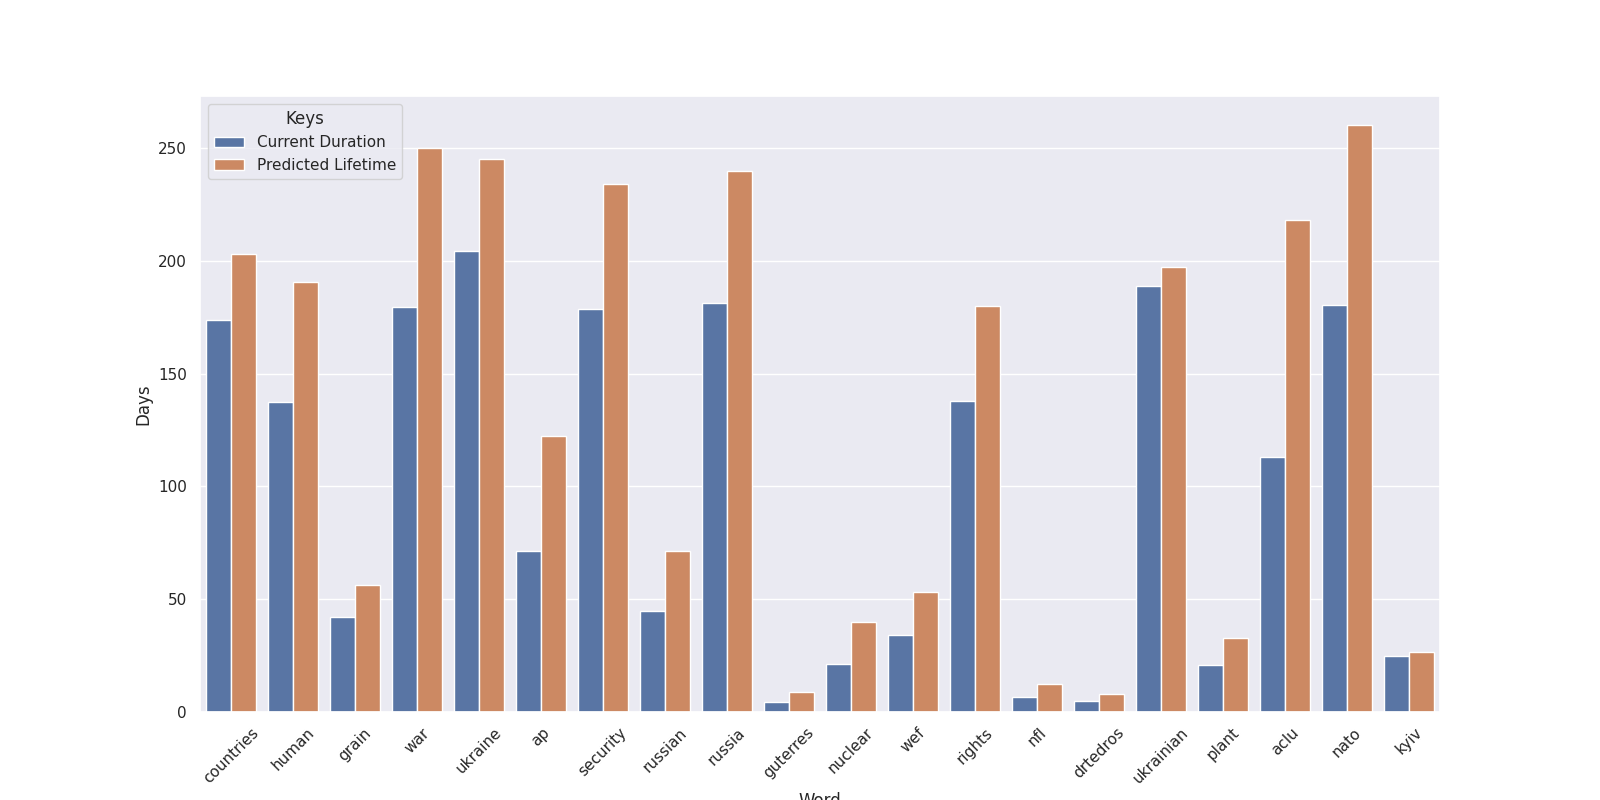 Keys
Current Duration
Predicted Lifetime
250
200
150
100
50
0
Days
countries
human
grain
war
ukraine
ap
security
russian
russia
guterres
nuclear
wef
rights
nfl
drtedros
ukrainian
plant
aclu
nato
kyiv
Word